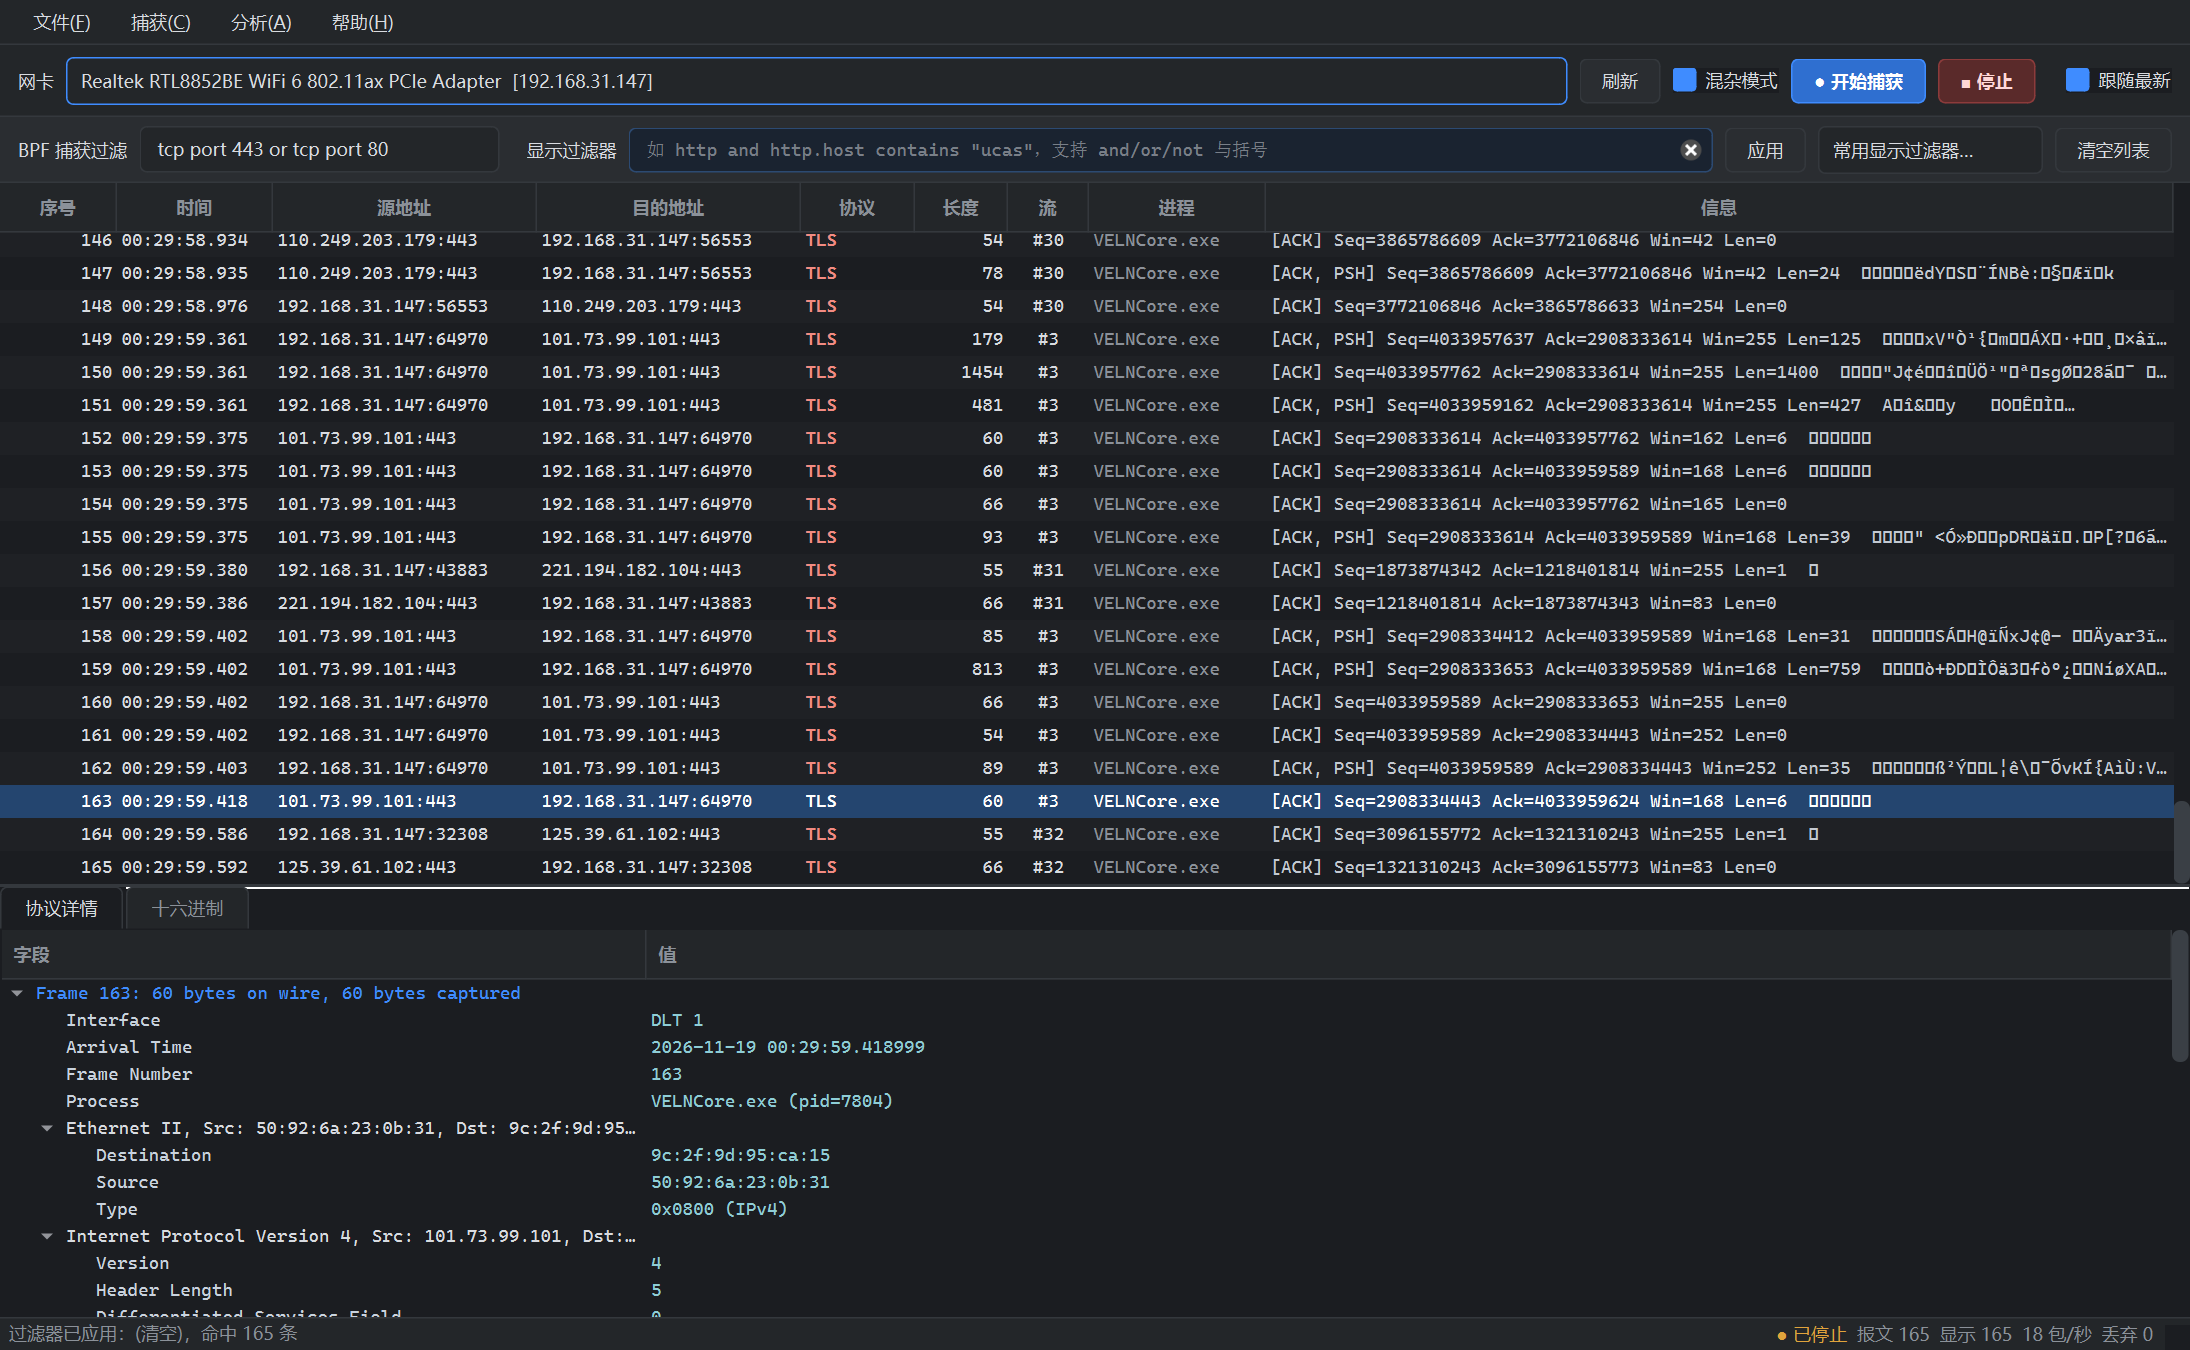 文件(F) 捕获(C) 分析(A) 帮助(H)
网卡 Realtek RTL8852BE WiFi 6 802.11ax PCIe Adapter [192.168.31.147] 刷新 混杂模式 ● 开始捕获 ■ 停止 跟随最新
BPF 捕获过滤 tcp port 443 or tcp port 80 显示过滤器 如 http and http.host contains "ucas"，支持 and/or/not 与括号 应用 常用显示过滤器... 清空列表
序号 时间 源地址 目的地址 协议 长度 流 进程 信息
146 00:29:58.934 110.249.203.179:443 192.168.31.147:56553 TLS 54 #30 VELNCore.exe [ACK] Seq=3865786609 Ack=3772106846 Win=42 Len=0
147 00:29:58.935 110.249.203.179:443 192.168.31.147:56553 TLS 78 #30 VELNCore.exe [ACK, PSH] Seq=3865786609 Ack=3772106846 Win=42 Len=24
148 00:29:58.976 192.168.31.147:56553 110.249.203.179:443 TLS 54 #30 VELNCore.exe [ACK] Seq=3772106846 Ack=3865786633 Win=254 Len=0
149 00:29:59.361 192.168.31.147:64970 101.73.99.101:443 TLS 179 #3 VELNCore.exe [ACK, PSH] Seq=4033957637 Ack=2908333614 Win=255 Len=125
150 00:29:59.361 192.168.31.147:64970 101.73.99.101:443 TLS 1454 #3 VELNCore.exe [ACK] Seq=4033957762 Ack=2908333614 Win=255 Len=1400
151 00:29:59.361 192.168.31.147:64970 101.73.99.101:443 TLS 481 #3 VELNCore.exe [ACK, PSH] Seq=4033959162 Ack=2908333614 Win=255 Len=427
152 00:29:59.375 101.73.99.101:443 192.168.31.147:64970 TLS 60 #3 VELNCore.exe [ACK] Seq=2908333614 Ack=4033957762 Win=162 Len=6
153 00:29:59.375 101.73.99.101:443 192.168.31.147:64970 TLS 60 #3 VELNCore.exe [ACK] Seq=2908333614 Ack=4033959589 Win=168 Len=6
154 00:29:59.375 101.73.99.101:443 192.168.31.147:64970 TLS 66 #3 VELNCore.exe [ACK] Seq=2908333614 Ack=4033957762 Win=165 Len=0
155 00:29:59.375 101.73.99.101:443 192.168.31.147:64970 TLS 93 #3 VELNCore.exe [ACK, PSH] Seq=2908333614 Ack=4033959589 Win=168 Len=39
156 00:29:59.380 192.168.31.147:43883 221.194.182.104:443 TLS 55 #31 VELNCore.exe [ACK] Seq=1873874342 Ack=1218401814 Win=255 Len=1
157 00:29:59.386 221.194.182.104:443 192.168.31.147:43883 TLS 66 #31 VELNCore.exe [ACK] Seq=1218401814 Ack=1873874343 Win=83 Len=0
158 00:29:59.402 101.73.99.101:443 192.168.31.147:64970 TLS 85 #3 VELNCore.exe [ACK, PSH] Seq=2908334412 Ack=4033959589 Win=168 Len=31
159 00:29:59.402 101.73.99.101:443 192.168.31.147:64970 TLS 813 #3 VELNCore.exe [ACK, PSH] Seq=2908333653 Ack=4033959589 Win=168 Len=759
160 00:29:59.402 192.168.31.147:64970 101.73.99.101:443 TLS 66 #3 VELNCore.exe [ACK] Seq=4033959589 Ack=2908333653 Win=255 Len=0
161 00:29:59.402 192.168.31.147:64970 101.73.99.101:443 TLS 54 #3 VELNCore.exe [ACK] Seq=4033959589 Ack=2908334443 Win=252 Len=0
162 00:29:59.403 192.168.31.147:64970 101.73.99.101:443 TLS 89 #3 VELNCore.exe [ACK, PSH] Seq=4033959589 Ack=2908334443 Win=252 Len=35
163 00:29:59.418 101.73.99.101:443 192.168.31.147:64970 TLS 60 #3 VELNCore.exe [ACK] Seq=2908334443 Ack=4033959624 Win=168 Len=6
164 00:29:59.586 192.168.31.147:32308 125.39.61.102:443 TLS 55 #32 VELNCore.exe [ACK] Seq=3096155772 Ack=1321310243 Win=255 Len=1
165 00:29:59.592 125.39.61.102:443 192.168.31.147:32308 TLS 66 #32 VELNCore.exe [ACK] Seq=1321310243 Ack=3096155773 Win=83 Len=0
协议详情 十六进制
字段 值
Frame 163: 60 bytes on wire, 60 bytes captured
Interface DLT 1
Arrival Time 2026-11-19 00:29:59.418999
Frame Number 163
Process VELNCore.exe (pid=7804)
Ethernet II, Src: 50:92:6a:23:0b:31, Dst: 9c:2f:9d:95…
Destination 9c:2f:9d:95:ca:15
Source 50:92:6a:23:0b:31
Type 0x0800 (IPv4)
Internet Protocol Version 4, Src: 101.73.99.101, Dst:…
Version 4
Header Length 5
Differentiated Services Field 0
过滤器已应用：(清空)，命中 165 条 ● 已停止 报文 165 显示 165 18 包/秒 丢弃 0